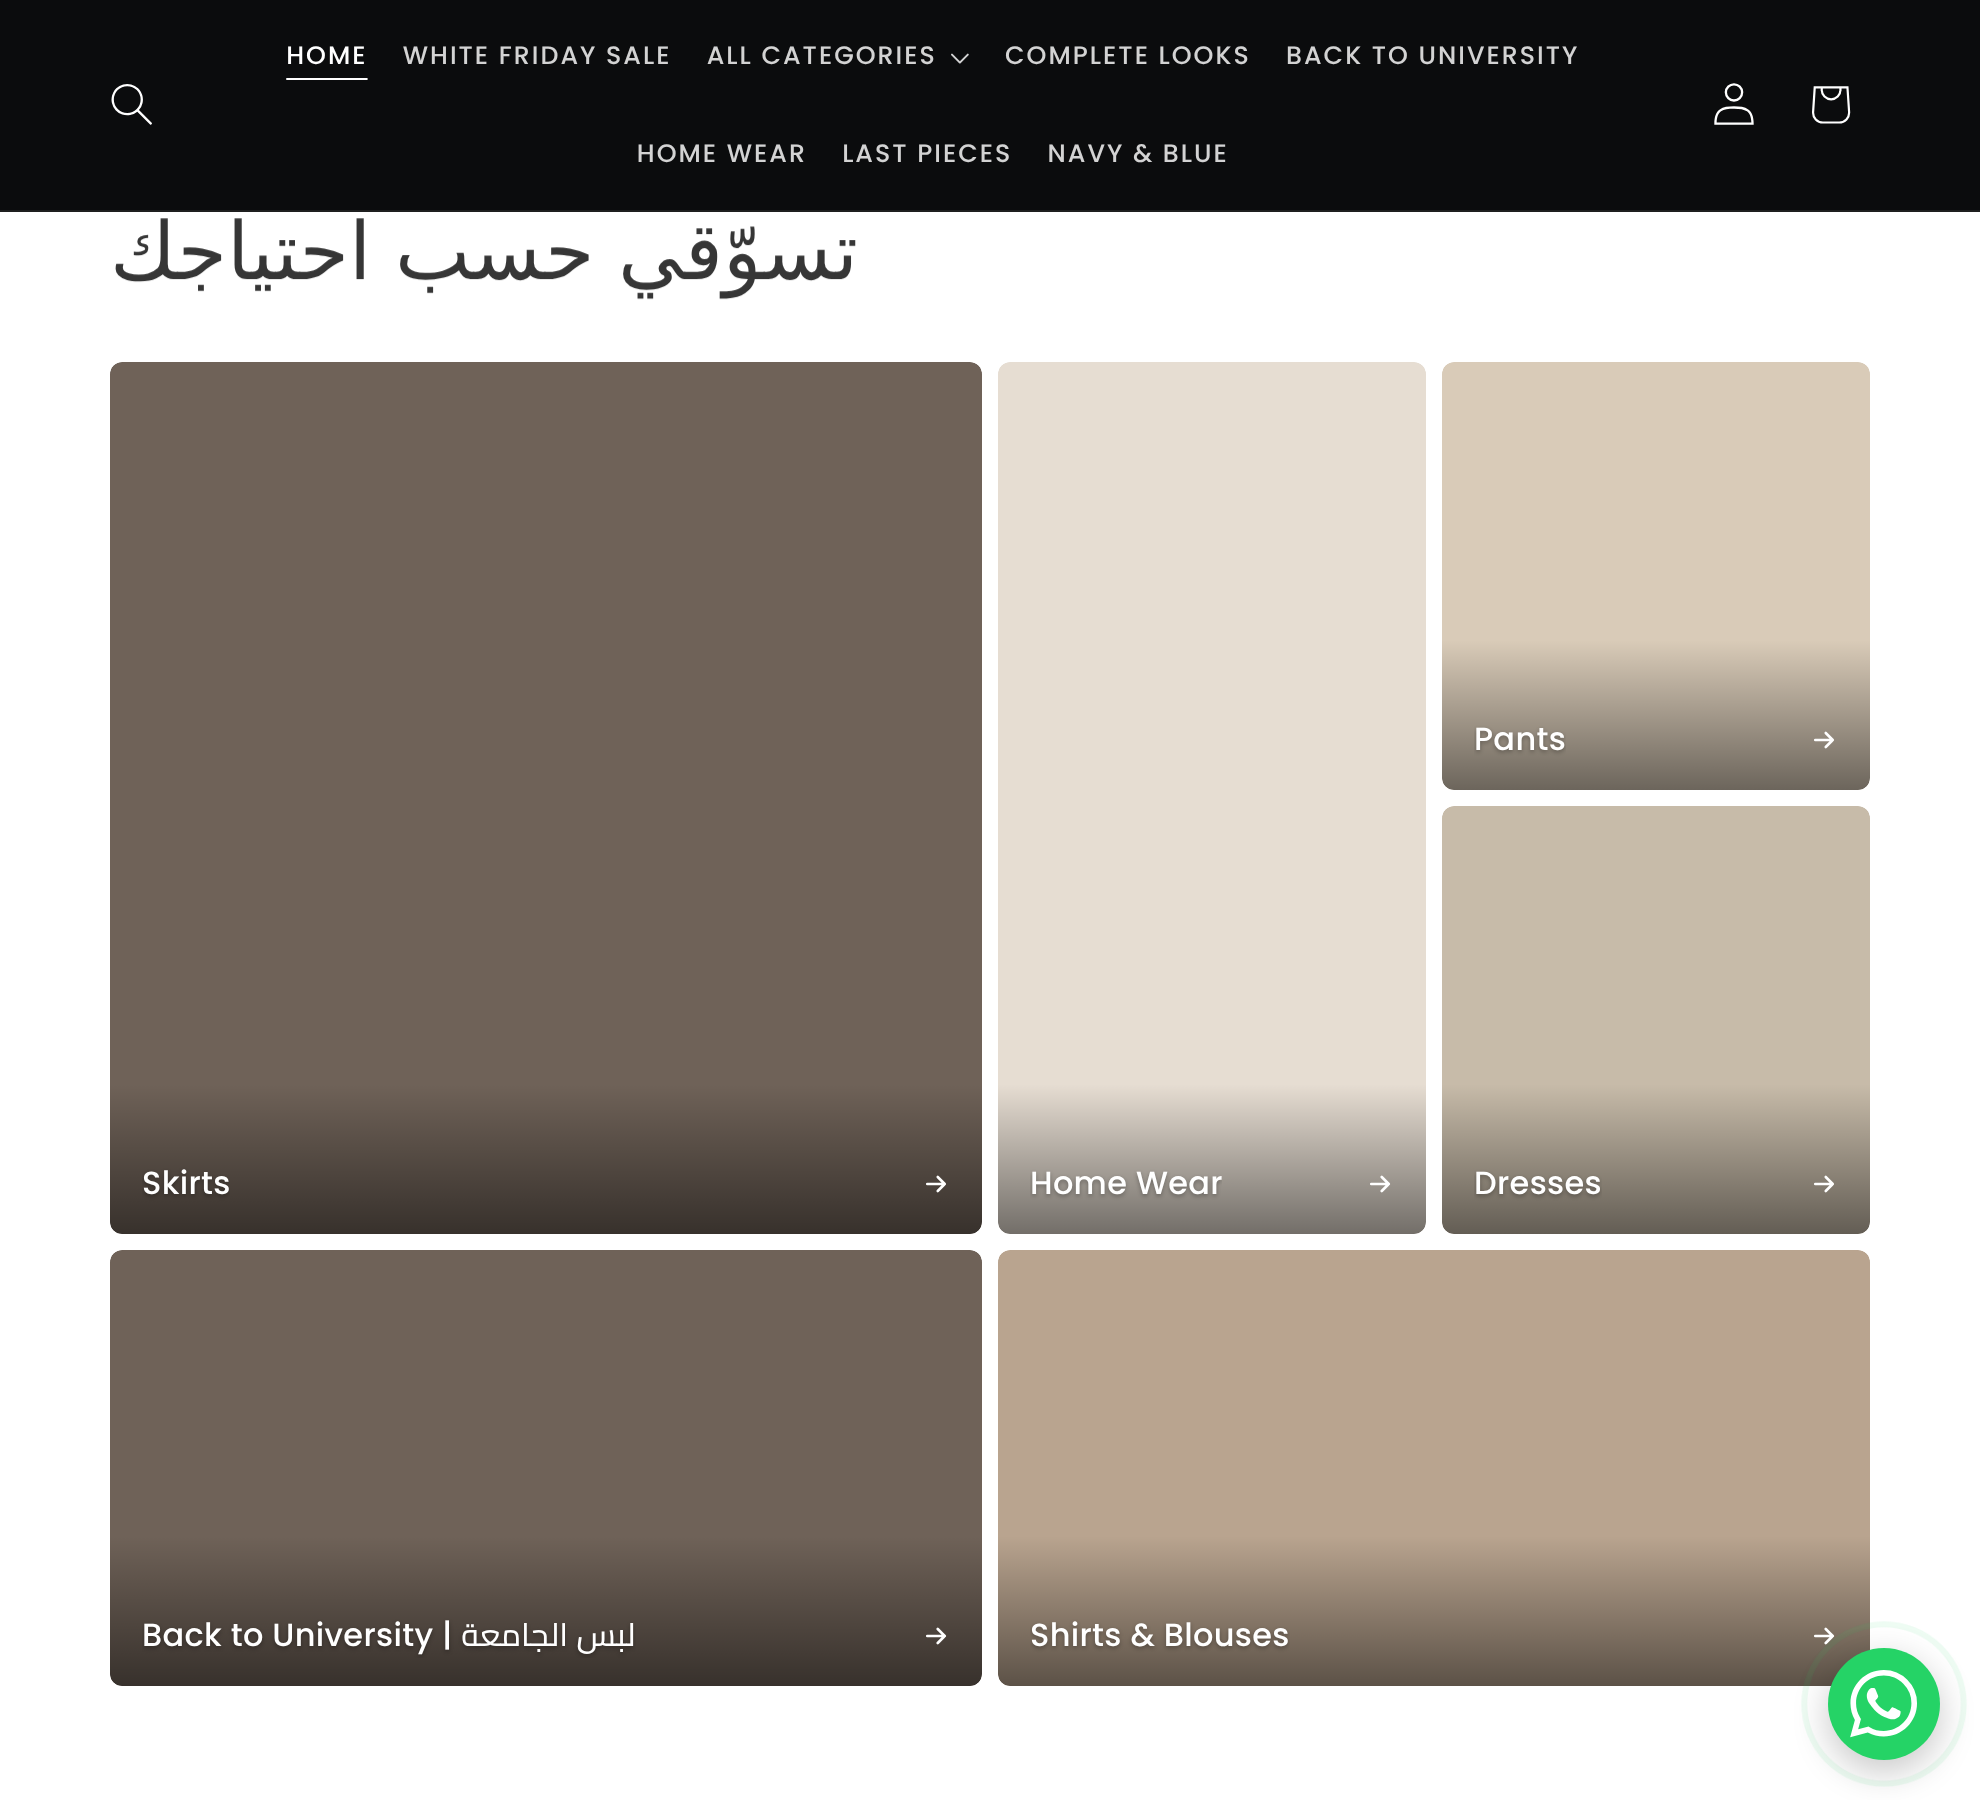 HOME WHITE FRIDAY SALE ALL CATEGORIES COMPLETE LOOKS BACK TO UNIVERSITY
HOME WEAR LAST PIECES NAVY & BLUE
تسوّقي حسب احتياجك
Pants
Skirts
Home Wear
Dresses
Back to University | لبس الجامعة
Shirts & Blouses